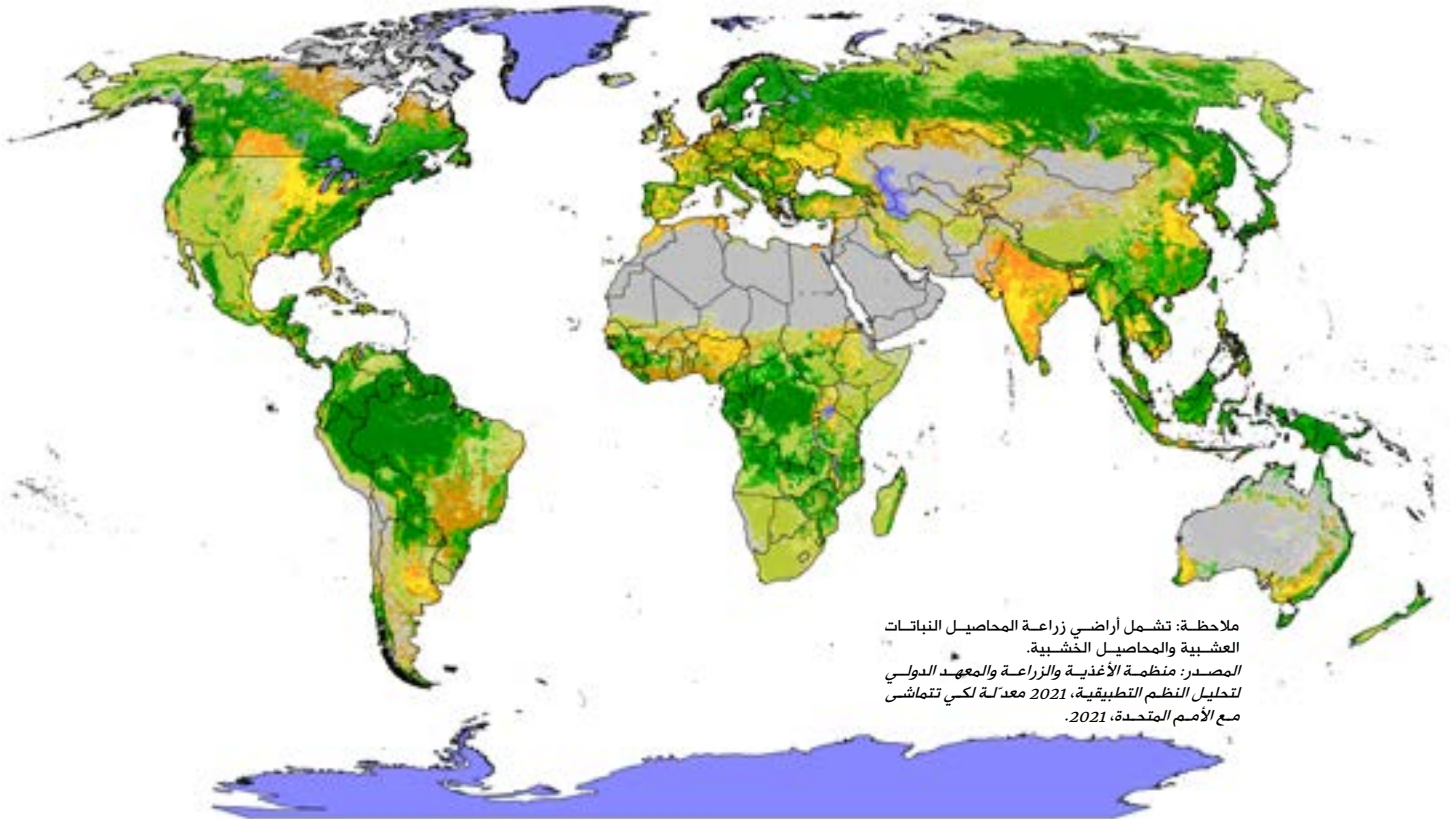 ملاحظة: تشمل أراضي زراعة المحاصيل النباتات
العشبية والمحاصيل الخشبية.
المصدر: منظمة الأغذية والزراعة والمعهد الدولي
لتحليل النظم التطبيقية، 2021 معدّلة لكي تتماشى
مع الأمم المتحدة، 2021.